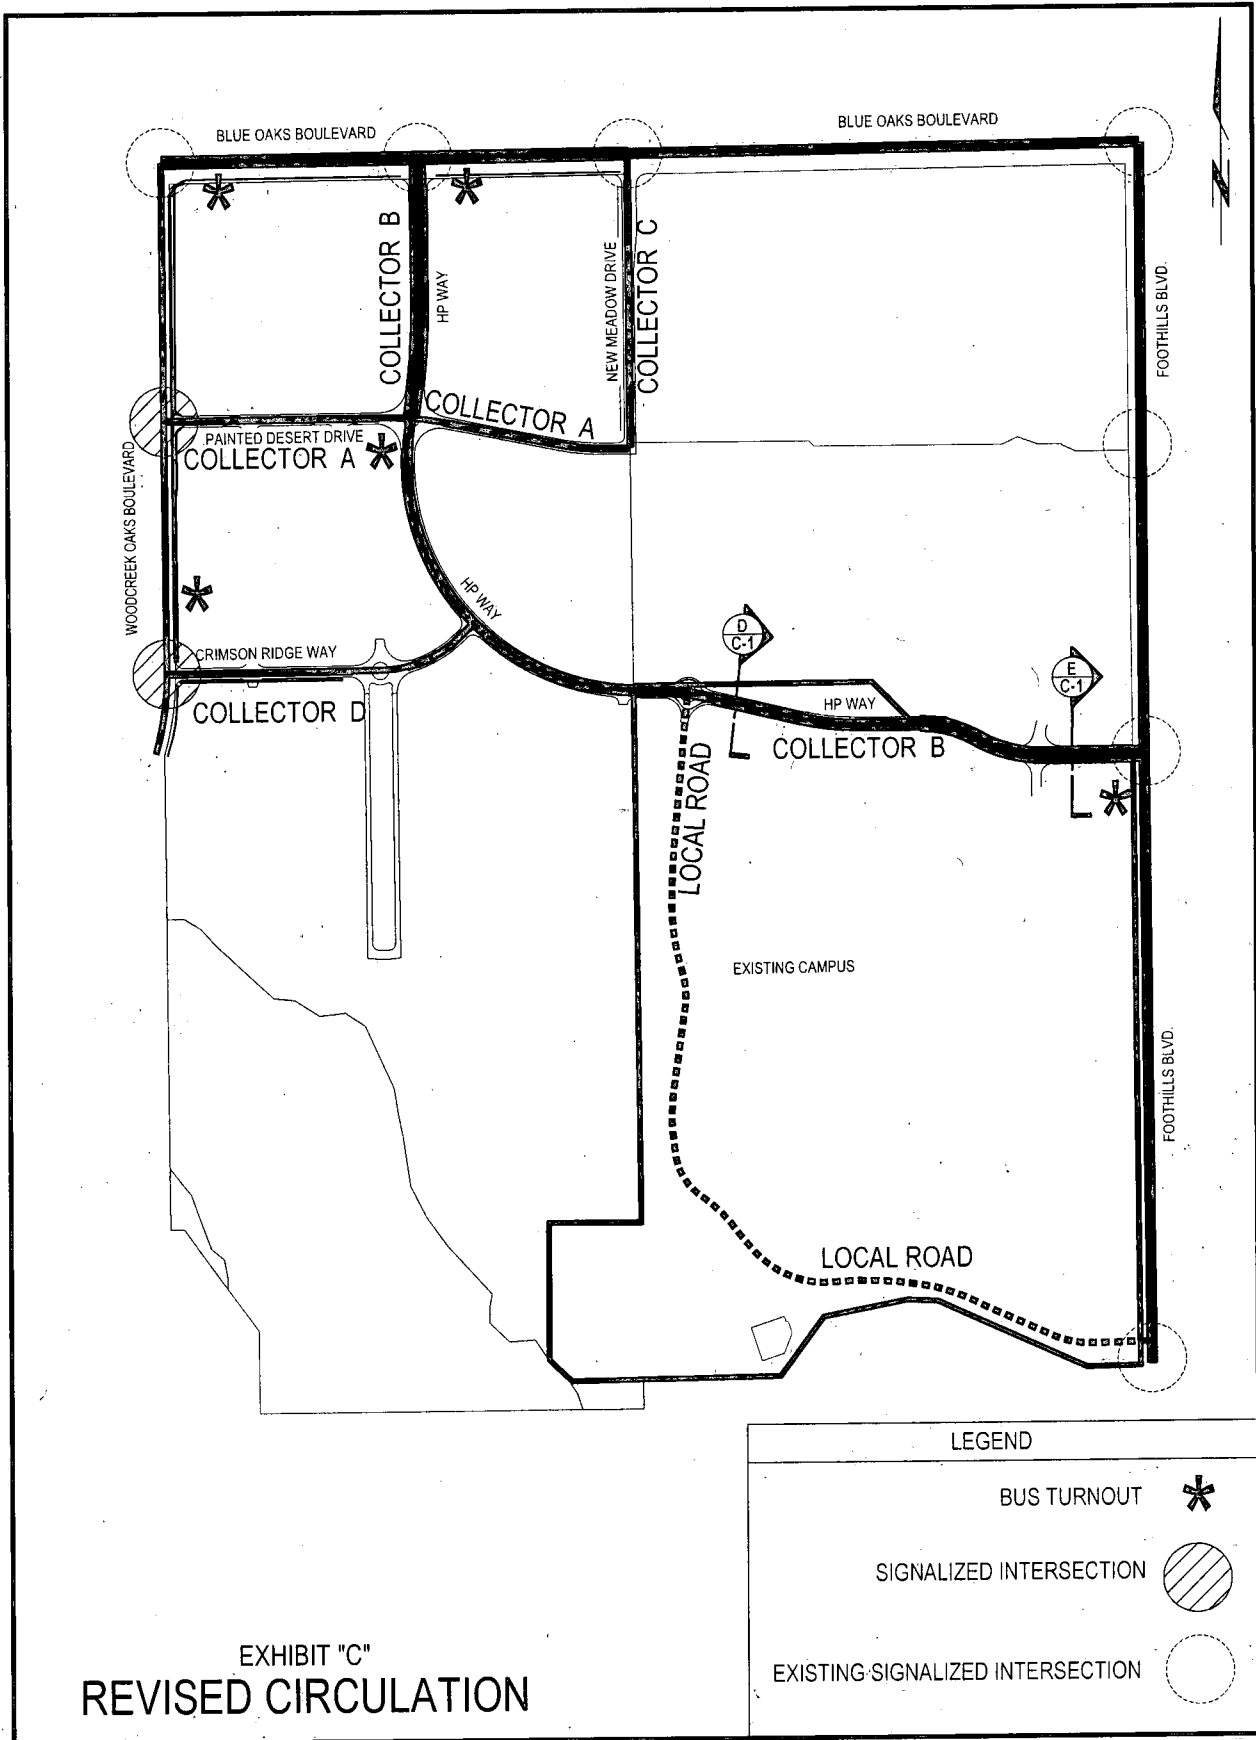 BLUE OAKS BOULEVARD
BLUE OAKS BOULEVARD
N
COLLECTOR B
HP WAY
NEW MEADOW DRIVE
COLLECTOR C
FOOTHILLS BLVD.
COLLECTOR A
PAINTED DESERT DRIVE
COLLECTOR A
WOODCREEK OAKS BOULEVARD
HP WAY
D
C-1
E
C-1
CRIMSON RIDGE WAY
COLLECTOR D
HP WAY
COLLECTOR B
LOCAL ROAD
EXISTING CAMPUS
FOOTHILLS BLVD.
LOCAL ROAD
LEGEND
BUS TURNOUT
SIGNALIZED INTERSECTION
EXISTING SIGNALIZED INTERSECTION
EXHIBIT "C"
REVISED CIRCULATION